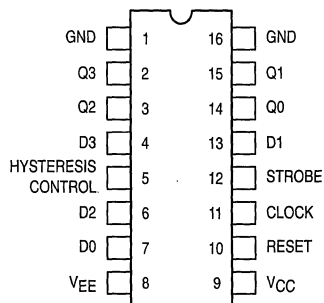 GND 1 16 GND
Q3 2 15 Q1
Q2 3 14 Q0
D3 4 13 D1
HYSTERESIS
CONTROL 5 12 STROBE
D2 6 11 CLOCK
D0 7 10 RESET
VEE 8 9 VCC